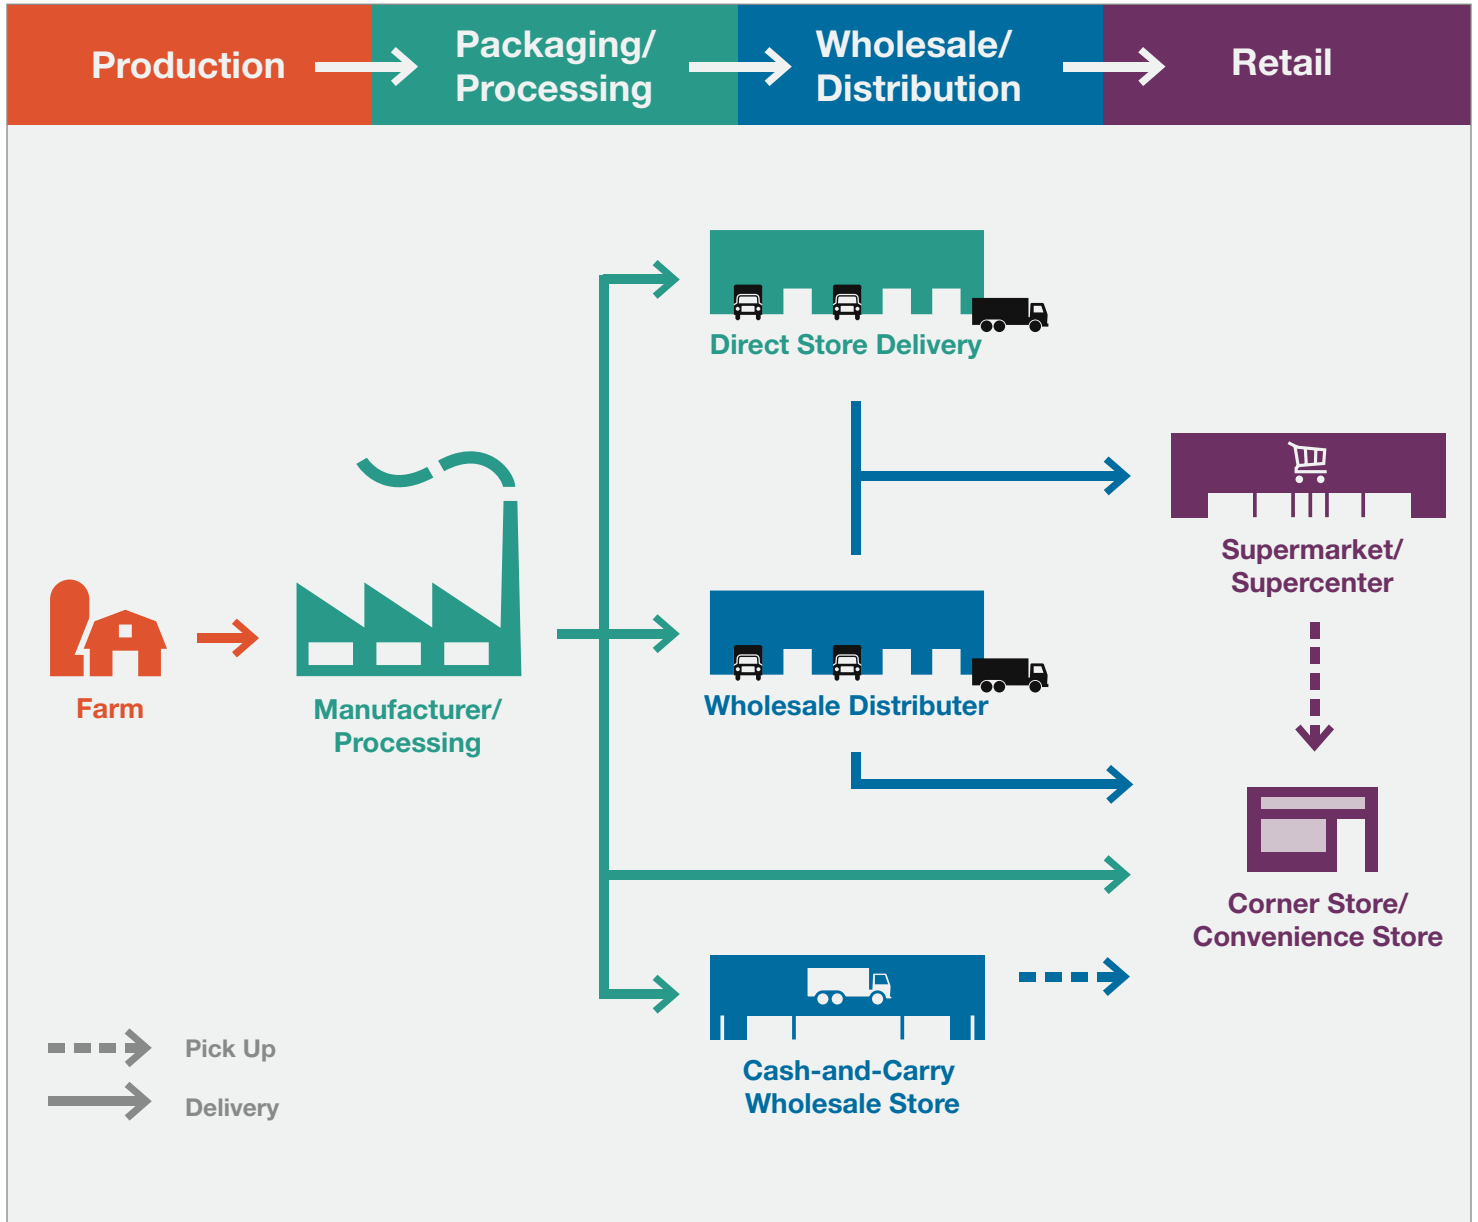 Production
Packaging/
Processing
Wholesale/
Distribution
Retail
Direct Store Delivery
Supermarket/
Supercenter
Farm
Manufacturer/
Processing
Wholesale Distributer
Corner Store/
Convenience Store
Cash-and-Carry
Wholesale Store
Pick Up
Delivery